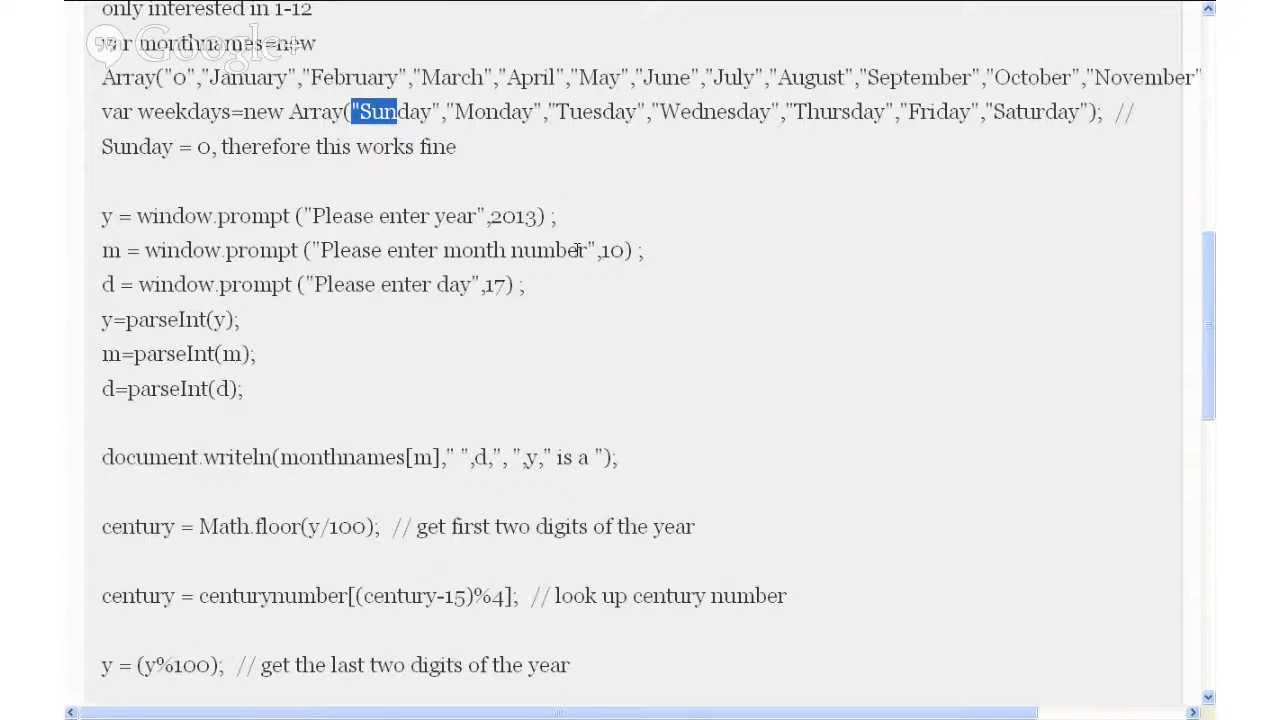 only interested in 1-12
Google+
var monthnames=new
Array("0","January","February","March","April","May","June","July","August","September","October","November"
var weekdays=new Array("Sunday","Monday","Tuesday","Wednesday","Thursday","Friday","Saturday");  //
Sunday = 0, therefore this works fine
y = window.prompt ("Please enter year",2013) ;
m = window.prompt ("Please enter month number",10) ;
d = window.prompt ("Please enter day",17) ;
y=parseInt(y);
m=parseInt(m);
d=parseInt(d);
document.writeln(monthnames[m]," ",d,", ",y," is a ");
century = Math.floor(y/100);  // get first two digits of the year
century = centurynumber[(century-15)%4];  // look up century number
y = (y%100);  // get the last two digits of the year